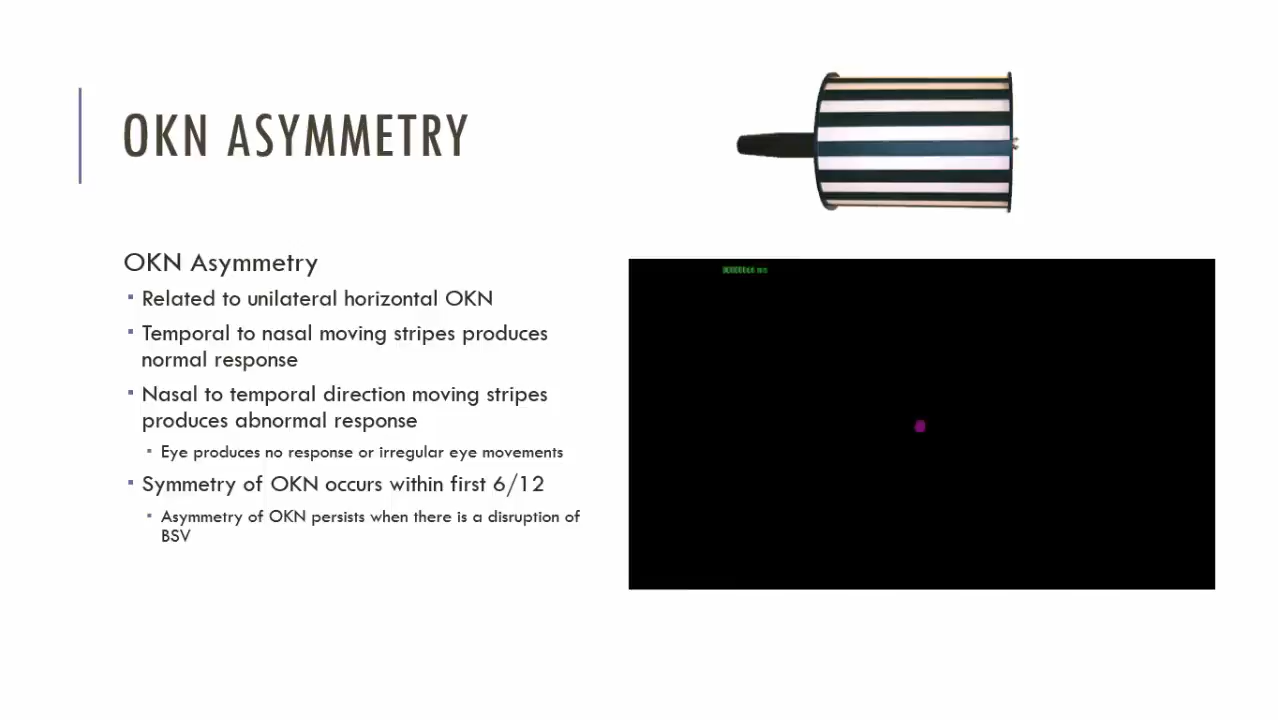 OKN ASYMMETRY
OKN Asymmetry
Related to unilateral horizontal OKN
Temporal to nasal moving stripes produces
normal response
Nasal to temporal direction moving stripes
produces abnormal response
Eye produces no response or irregular eye movements
Symmetry of OKN occurs within first 6/12
Asymmetry of OKN persists when there is a disruption of
BSV